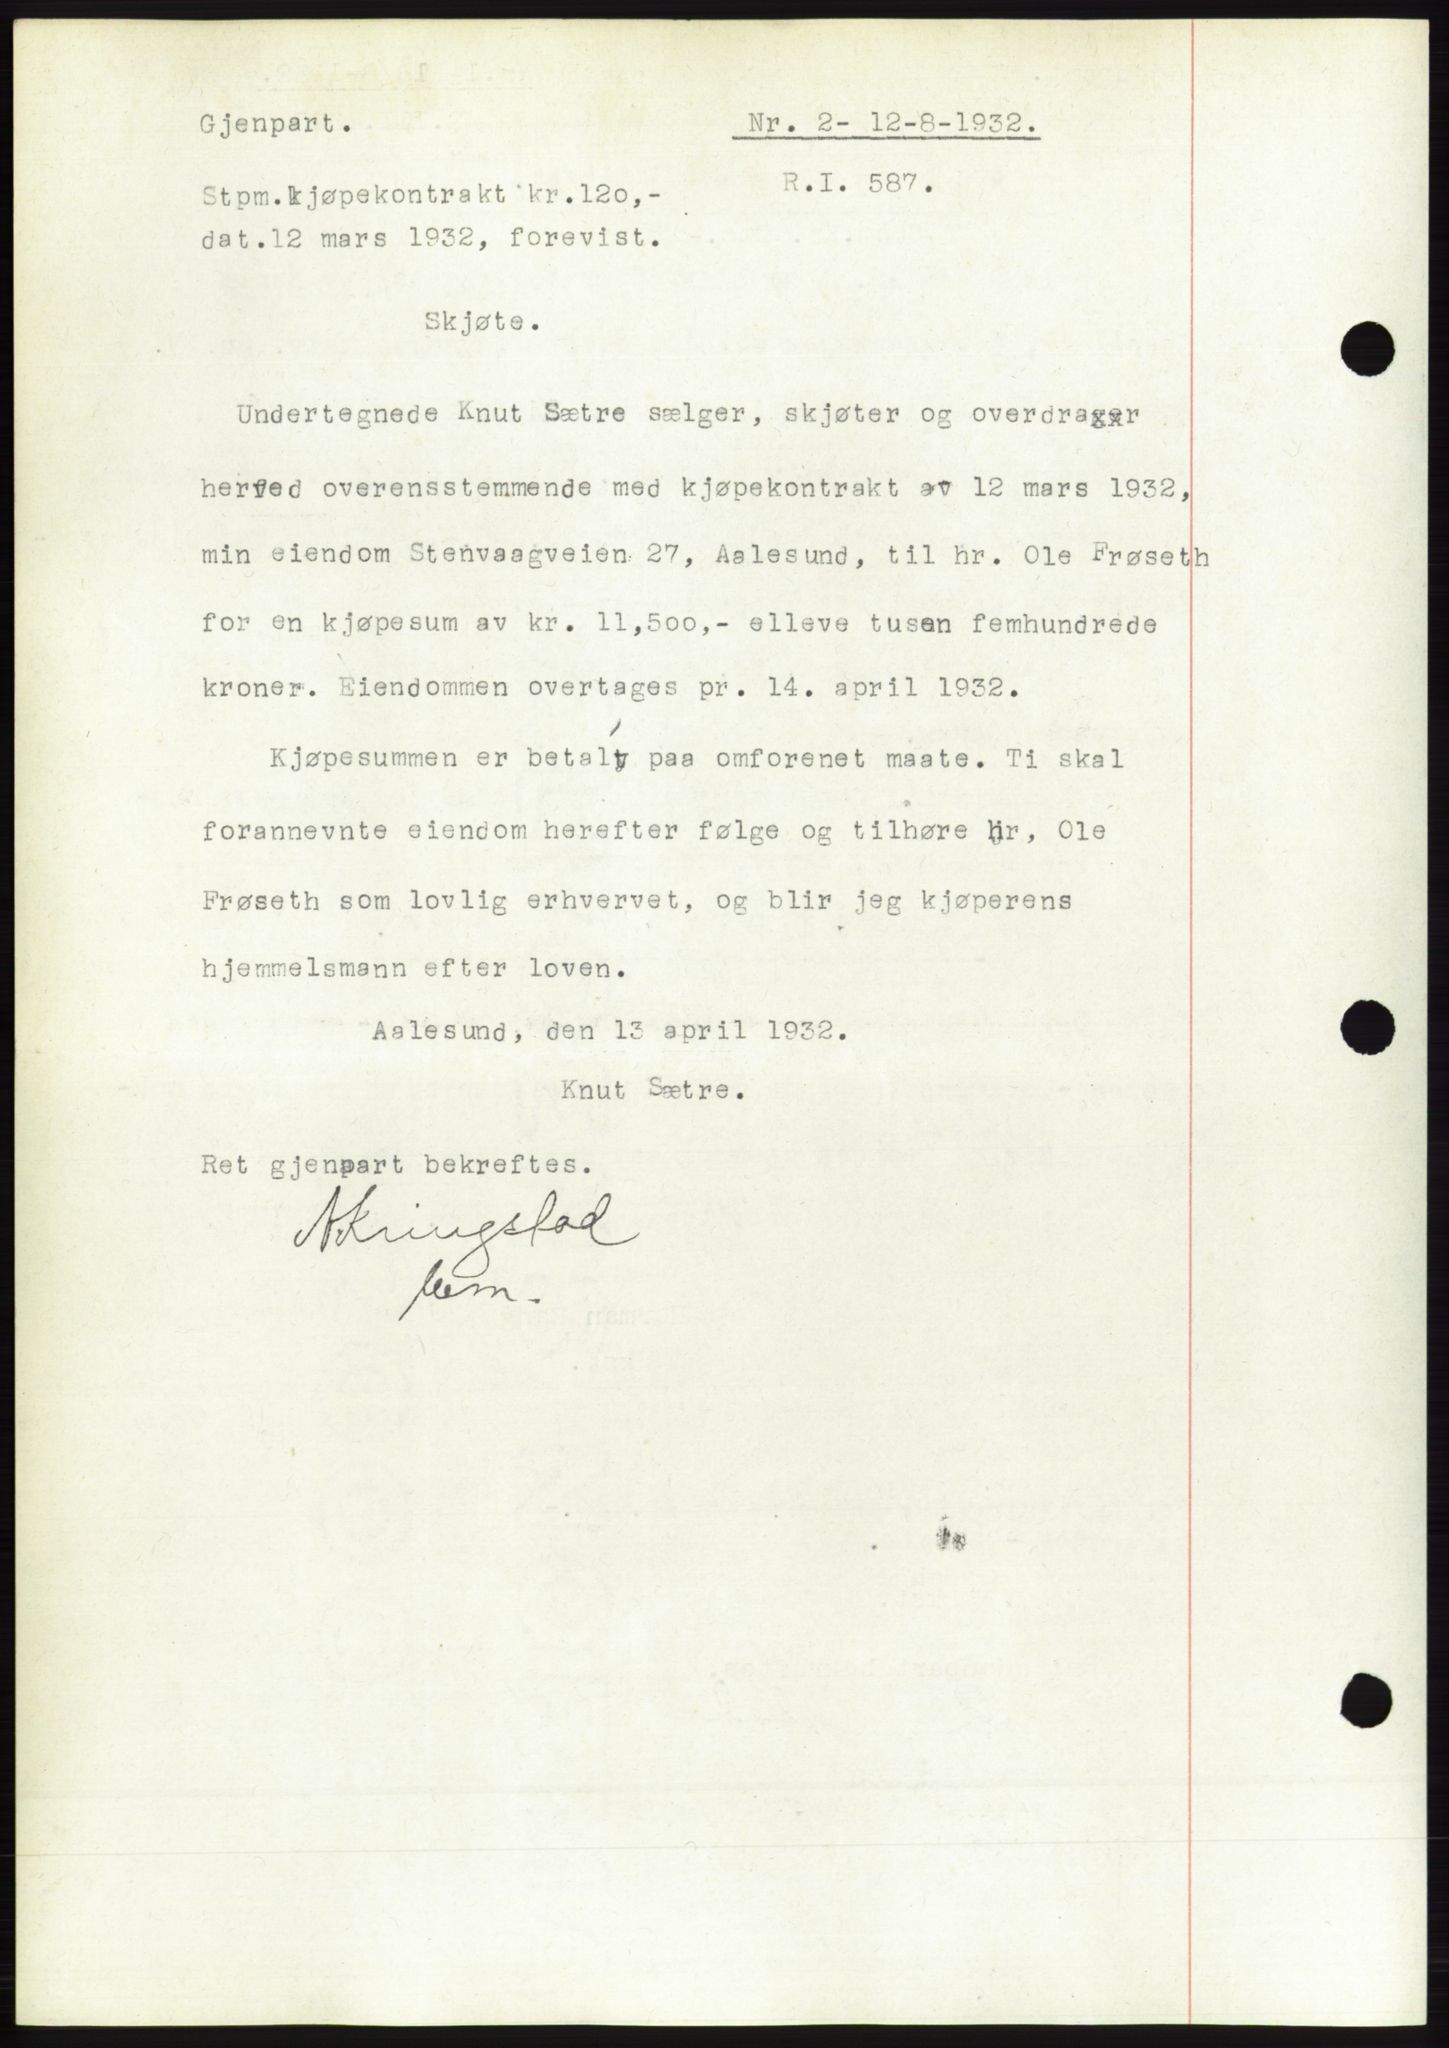 Gjenpart.
Nr. 2- 12-8-1932.
R.I. 587.
Stpm.kjøpekontrakt kr.120,-
dat.12 mars 1932, forevist.
Skjøte.
Undertegnede Knut Sætre sælger, skjøter og overdrager
herved overensstemmende med kjøpekontrakt av 12 mars 1932,
min eiendom Stenvaagveien 27, Aalesund, til hr. Ole Frøseth
for en kjøpesum av kr. 11,500,- elleve tusen femhundrede
kroner. Eiendommen overtages pr. 14. april 1932.
Kjøpesummen er betalt paa omforenet maate. Ti skal
forannevnte eiendom herefter følge og tilhøre hr, Ole
Frøseth som lovlig erhvervet, og blir jeg kjøperens
hjemmelsmann efter loven.
Aalesund, den 13 april 1932.
Knut Sætre.
Ret gjenpart bekreftes.